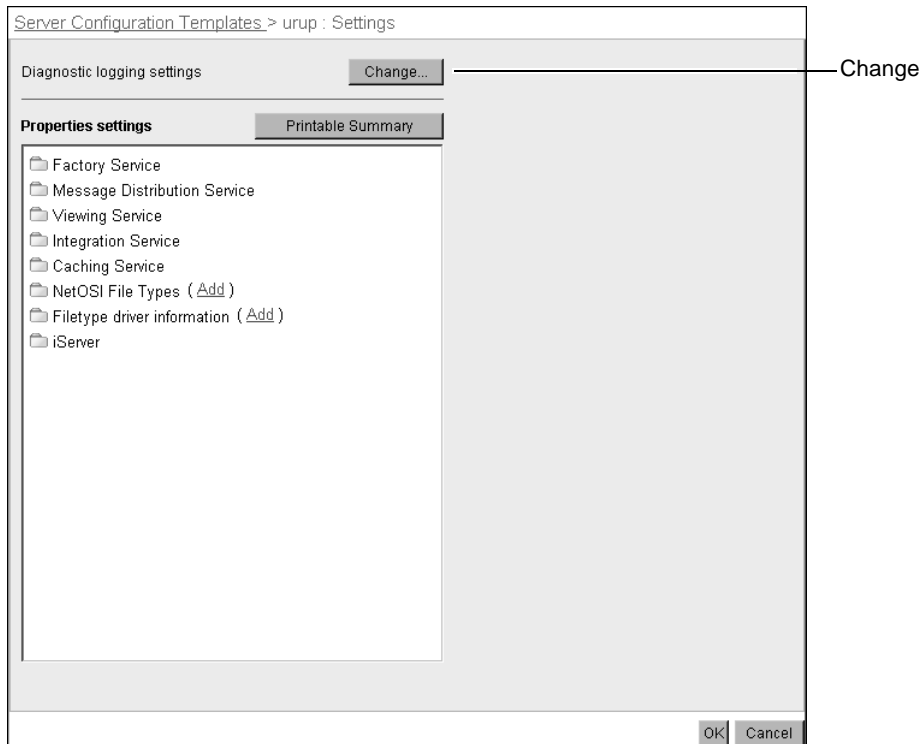 Server Configuration Templates > urup : Settings
Diagnostic logging settings
Change...
Change
Properties settings
Printable Summary
Factory Service
Message Distribution Service
Viewing Service
Integration Service
Caching Service
NetOSI File Types ( Add )
Filetype driver information ( Add )
iServer
OK
Cancel